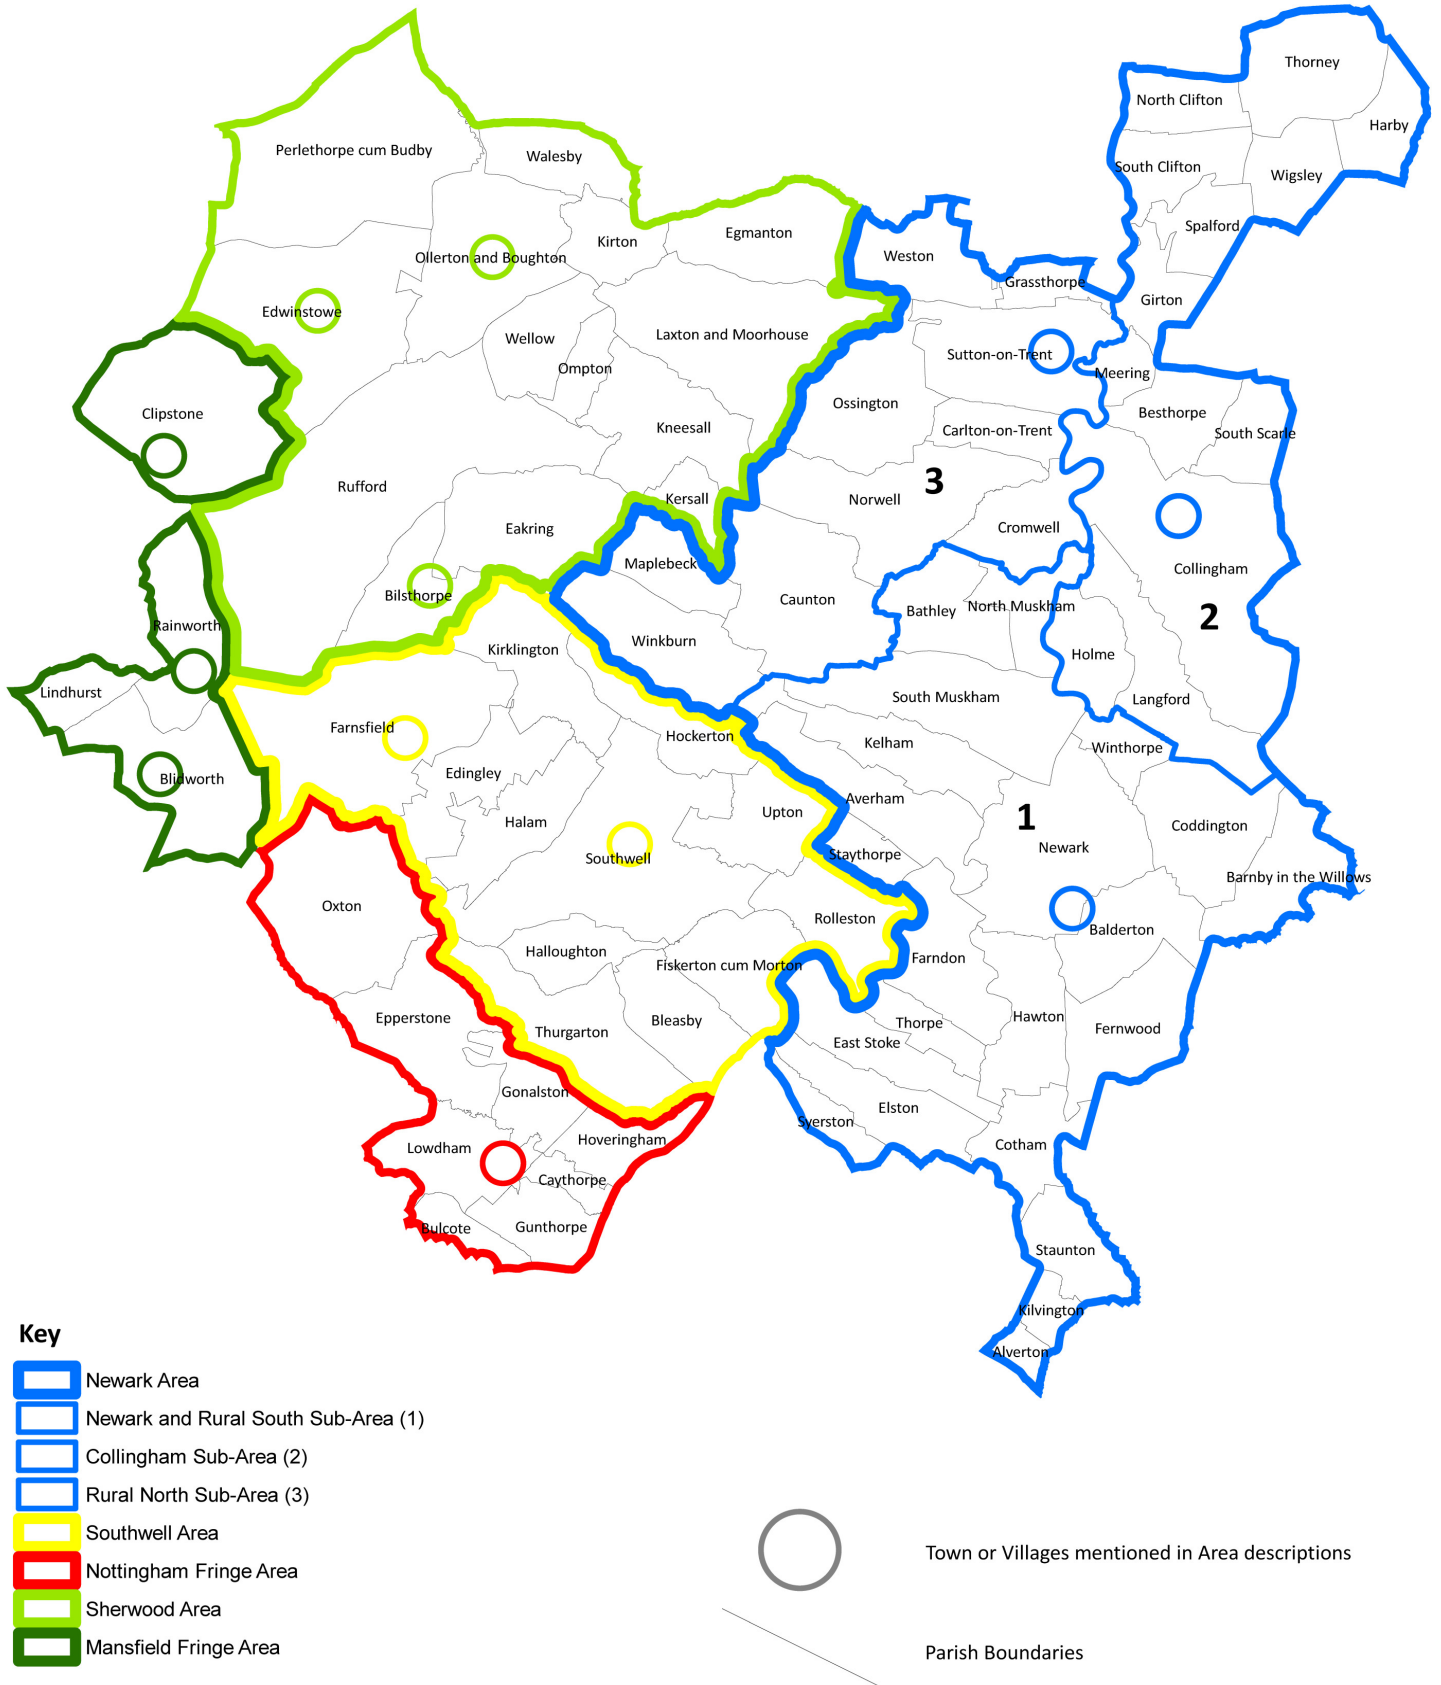 Thorney
North Clifton
Harby
Perlethorpe cum Budby
Walesby
South Clifton
Wigsley
Spalford
Egmanton
Kirton
Weston
Ollerton and Boughton
Grassthorpe
Girton
Edwinstowe
Laxton and Moorhouse
Wellow
Sutton-on-Trent
Ompton
Meering
Ossington
Clipstone
Besthorpe
Kneesall
Carlton-on-Trent
South Scarle
3
Rufford
Kersall
Norwell
Eakring
Cromwell
Maplebeck
Collingham
Bilsthorpe
Caunton
North Muskham
Bathley
2
Rainworth
Winkburn
Kirklington
Holme
Lindhurst
South Muskham
Langford
Farnsfield
Hockerton
Kelham
Winthorpe
Edingley
Blidworth
Averham
Upton
1
Halam
Coddington
Newark
Southwell
Staythorpe
Barnby in the Willows
Oxton
Rolleston
Balderton
Halloughton
Farndon
Fiskerton cum Morton
Epperstone
Bleasby
Hawton
Thorpe
Thurgarton
Fernwood
East Stoke
Gonalston
Elston
Syerston
Hoveringham
Lowdham
Cotham
Caythorpe
Bulcote
Gunthorpe
Staunton
Kilvington
Alverton
Key
Newark Area
Newark and Rural South Sub-Area (1)
Collingham Sub-Area (2)
Rural North Sub-Area (3)
Southwell Area
Nottingham Fringe Area
Sherwood Area
Mansfield Fringe Area
Town or Villages mentioned in Area descriptions
Parish Boundaries